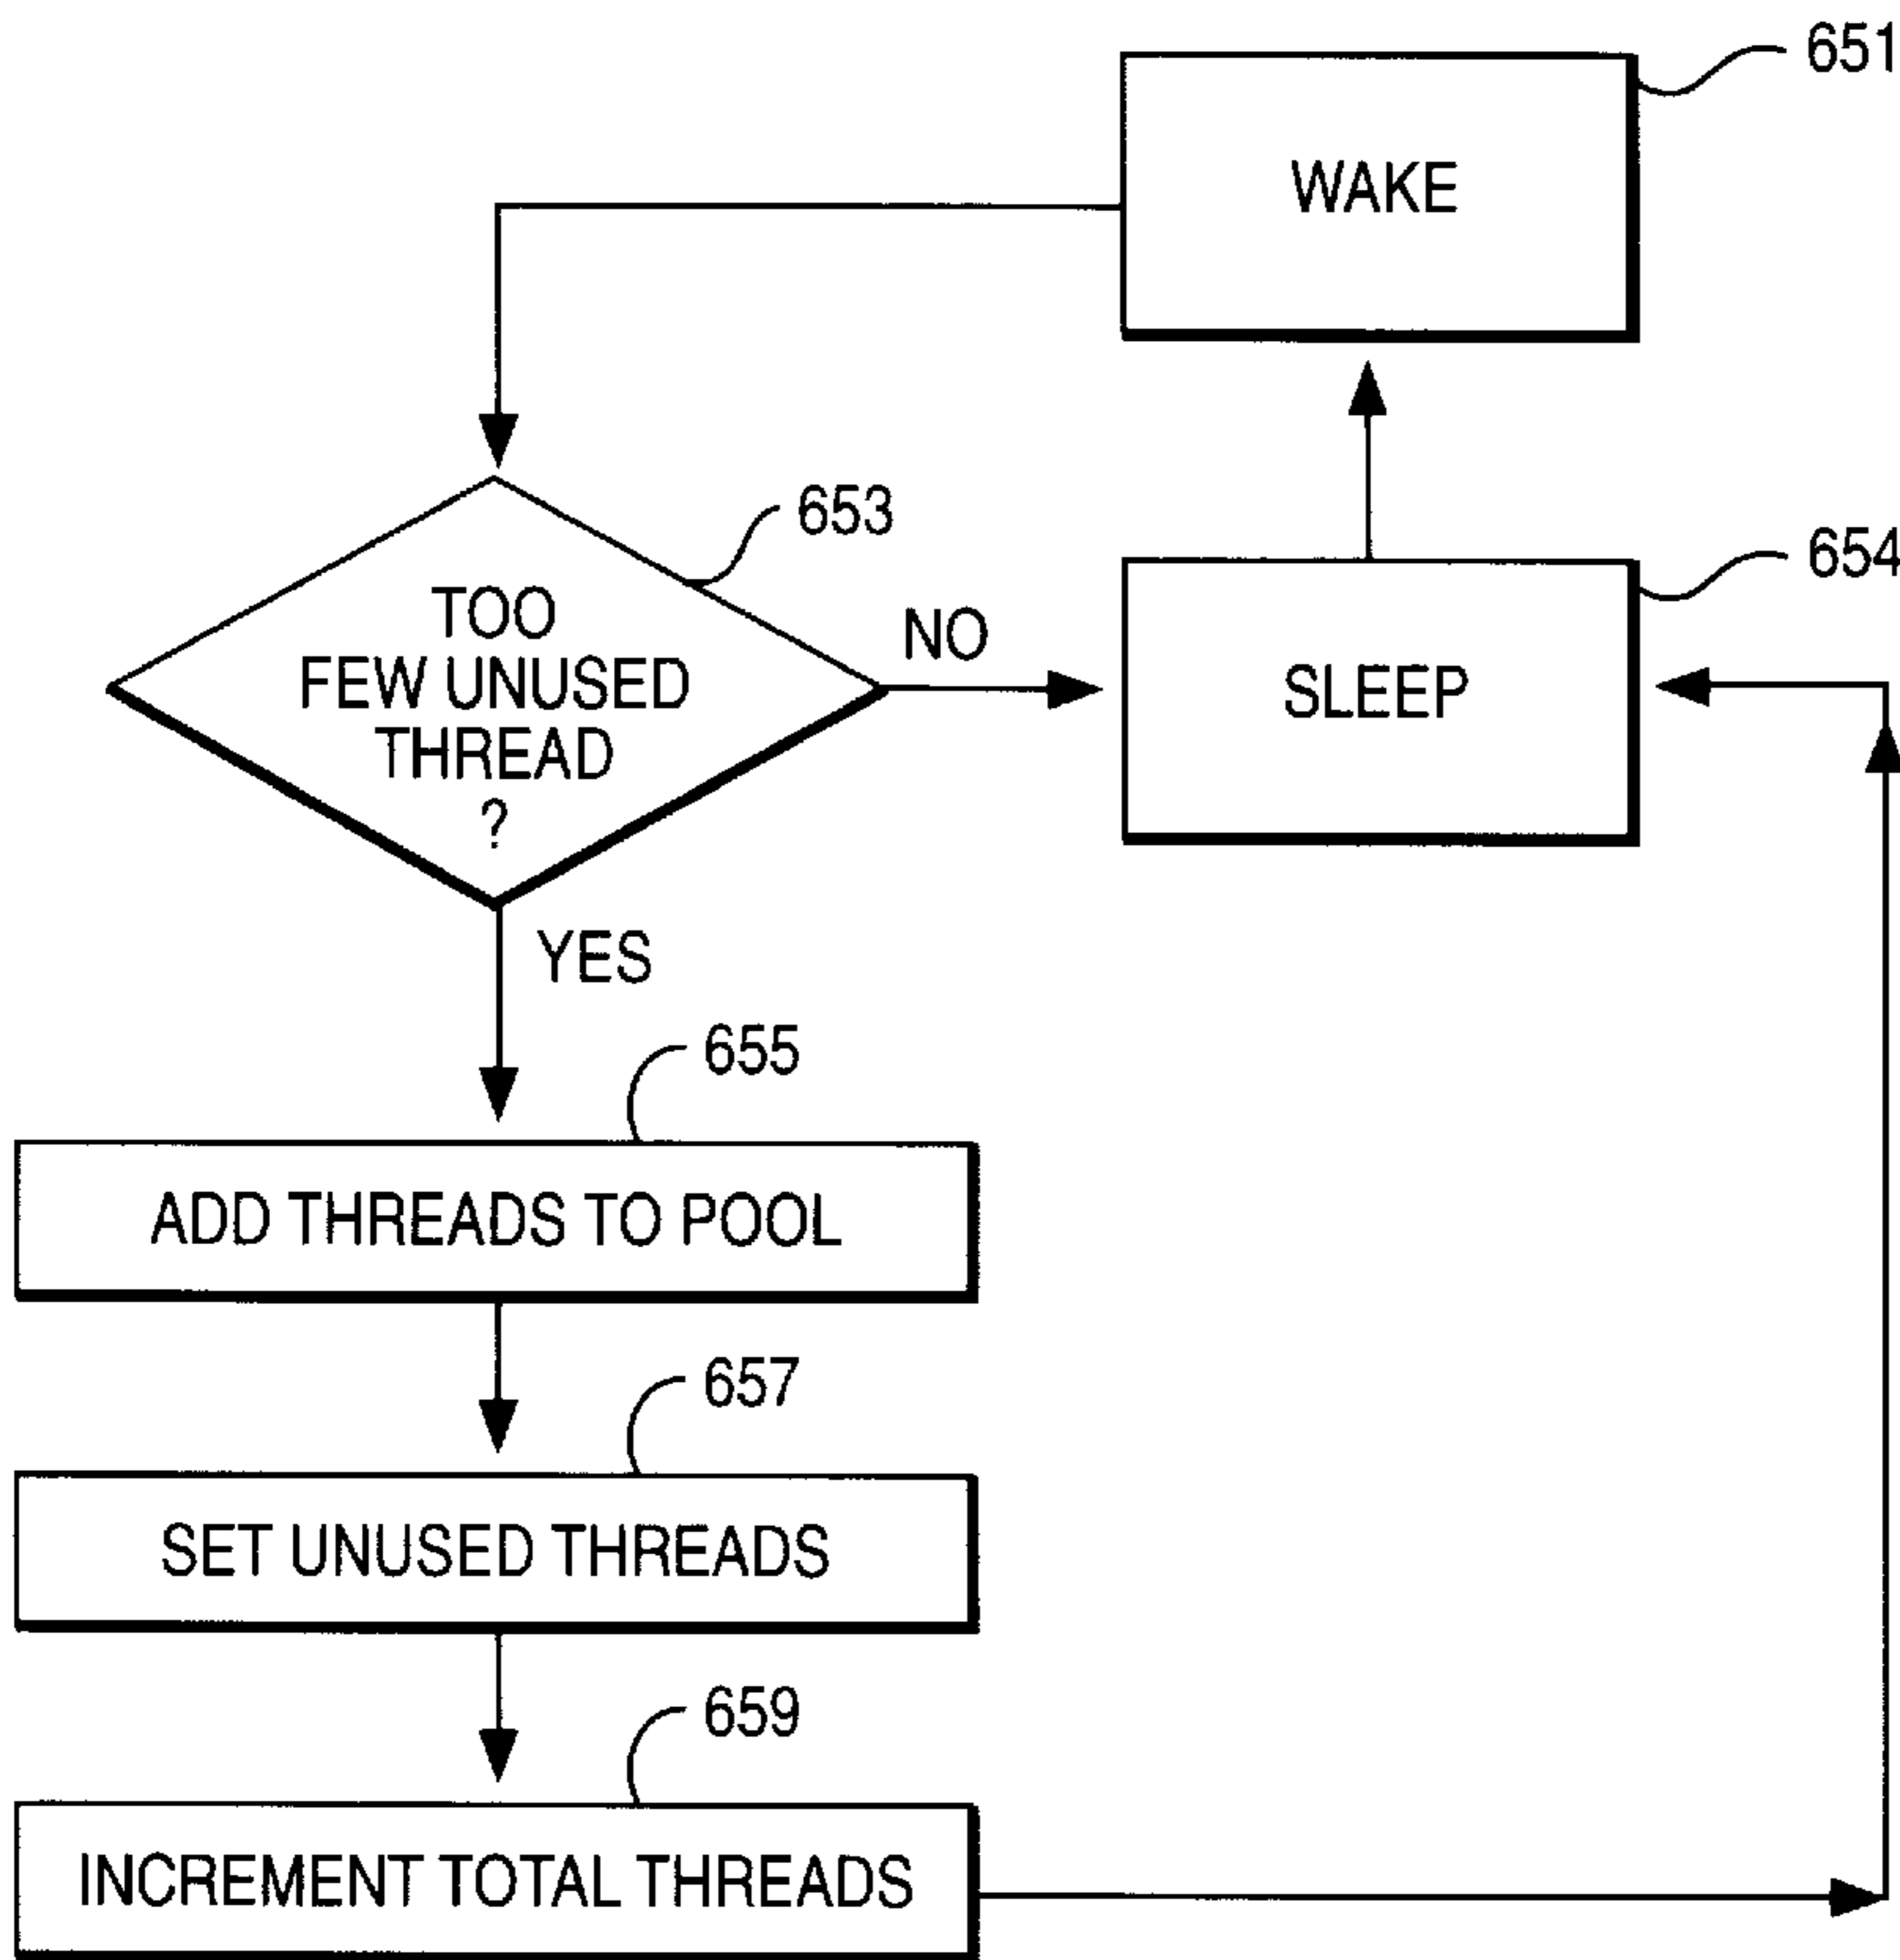 651
WAKE
653
TOO
FEW UNUSED
THREAD
?
NO
654
SLEEP
YES
655
ADD THREADS TO POOL
657
SET UNUSED THREADS
659
INCREMENT TOTAL THREADS